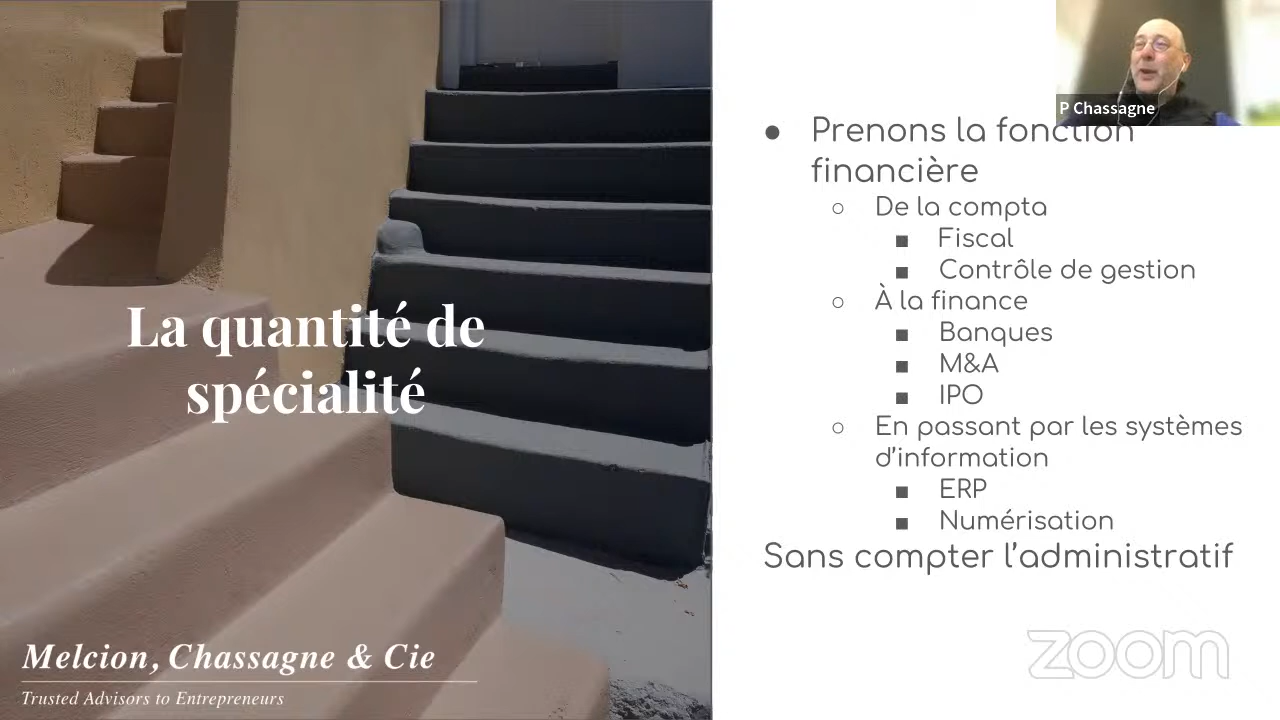 P Chassagne
La quantité de
spécialité
Prenons la fonction
financière
De la compta
Fiscal
Contrôle de gestion
À la finance
Banques
M&A
IPO
En passant par les systèmes
d'information
ERP
Numérisation
Sans compter l'administratif
Melcion, Chassagne & Cie
Trusted Advisors to Entrepreneurs
zoom